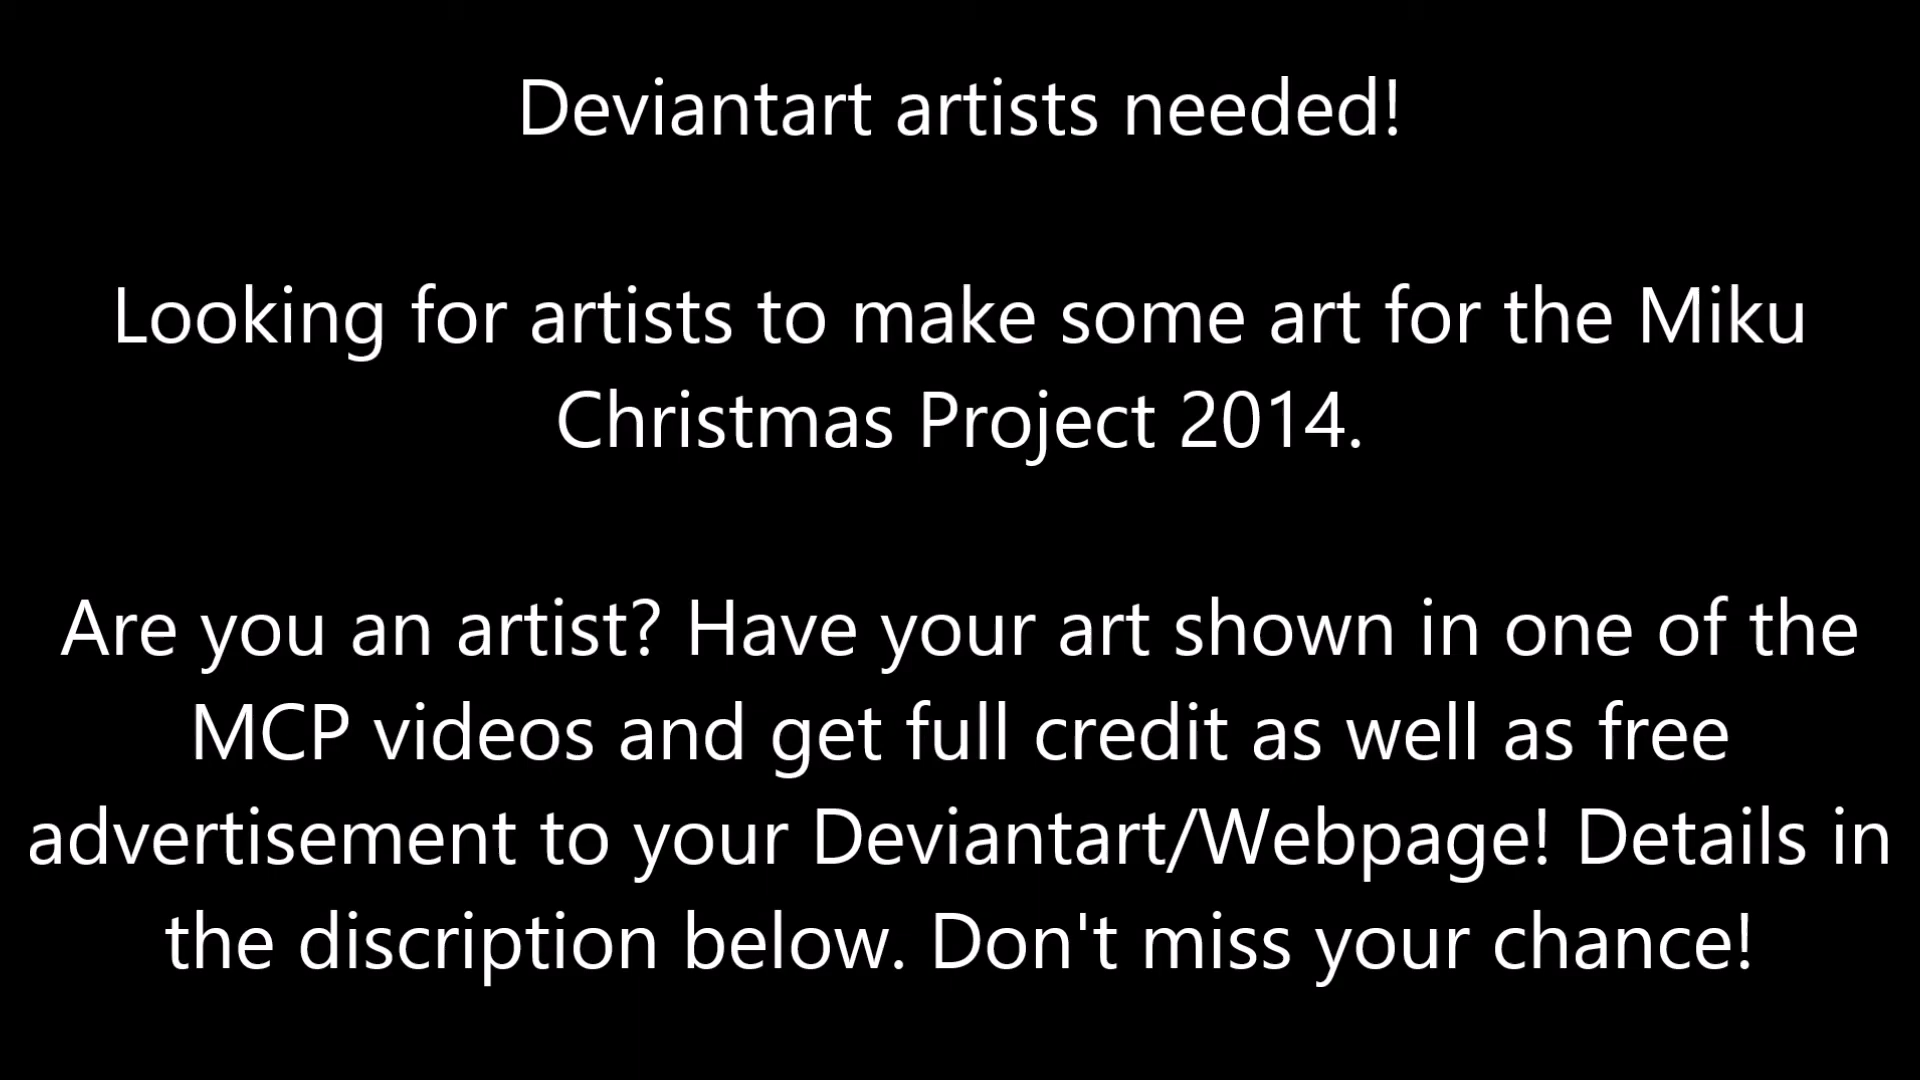 Deviantart artists needed!
Looking for artists to make some art for the Miku
Christmas Project 2014.
Are you an artist? Have your art shown in one of the
MCP videos and get full credit as well as free
advertisement to your Deviantart/Webpage! Details in
the discription below. Don't miss your chance!